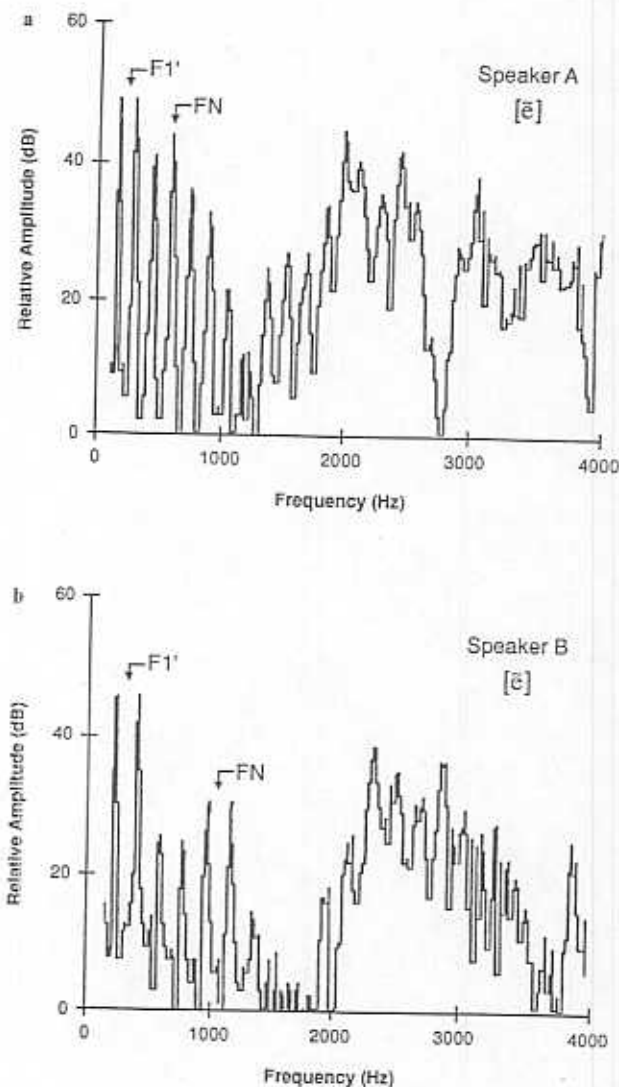 a
60
F1'
FN
Speaker A
[ẽ]
40
Relative Amplitude (dB)
20
0
0 1000 2000 3000 4000
Frequency (Hz)
b
60
F1'
Speaker B
[ẽ]
40
FN
Relative Amplitude (dB)
20
0
0 1000 2000 3000 4000
Frequency (Hz)